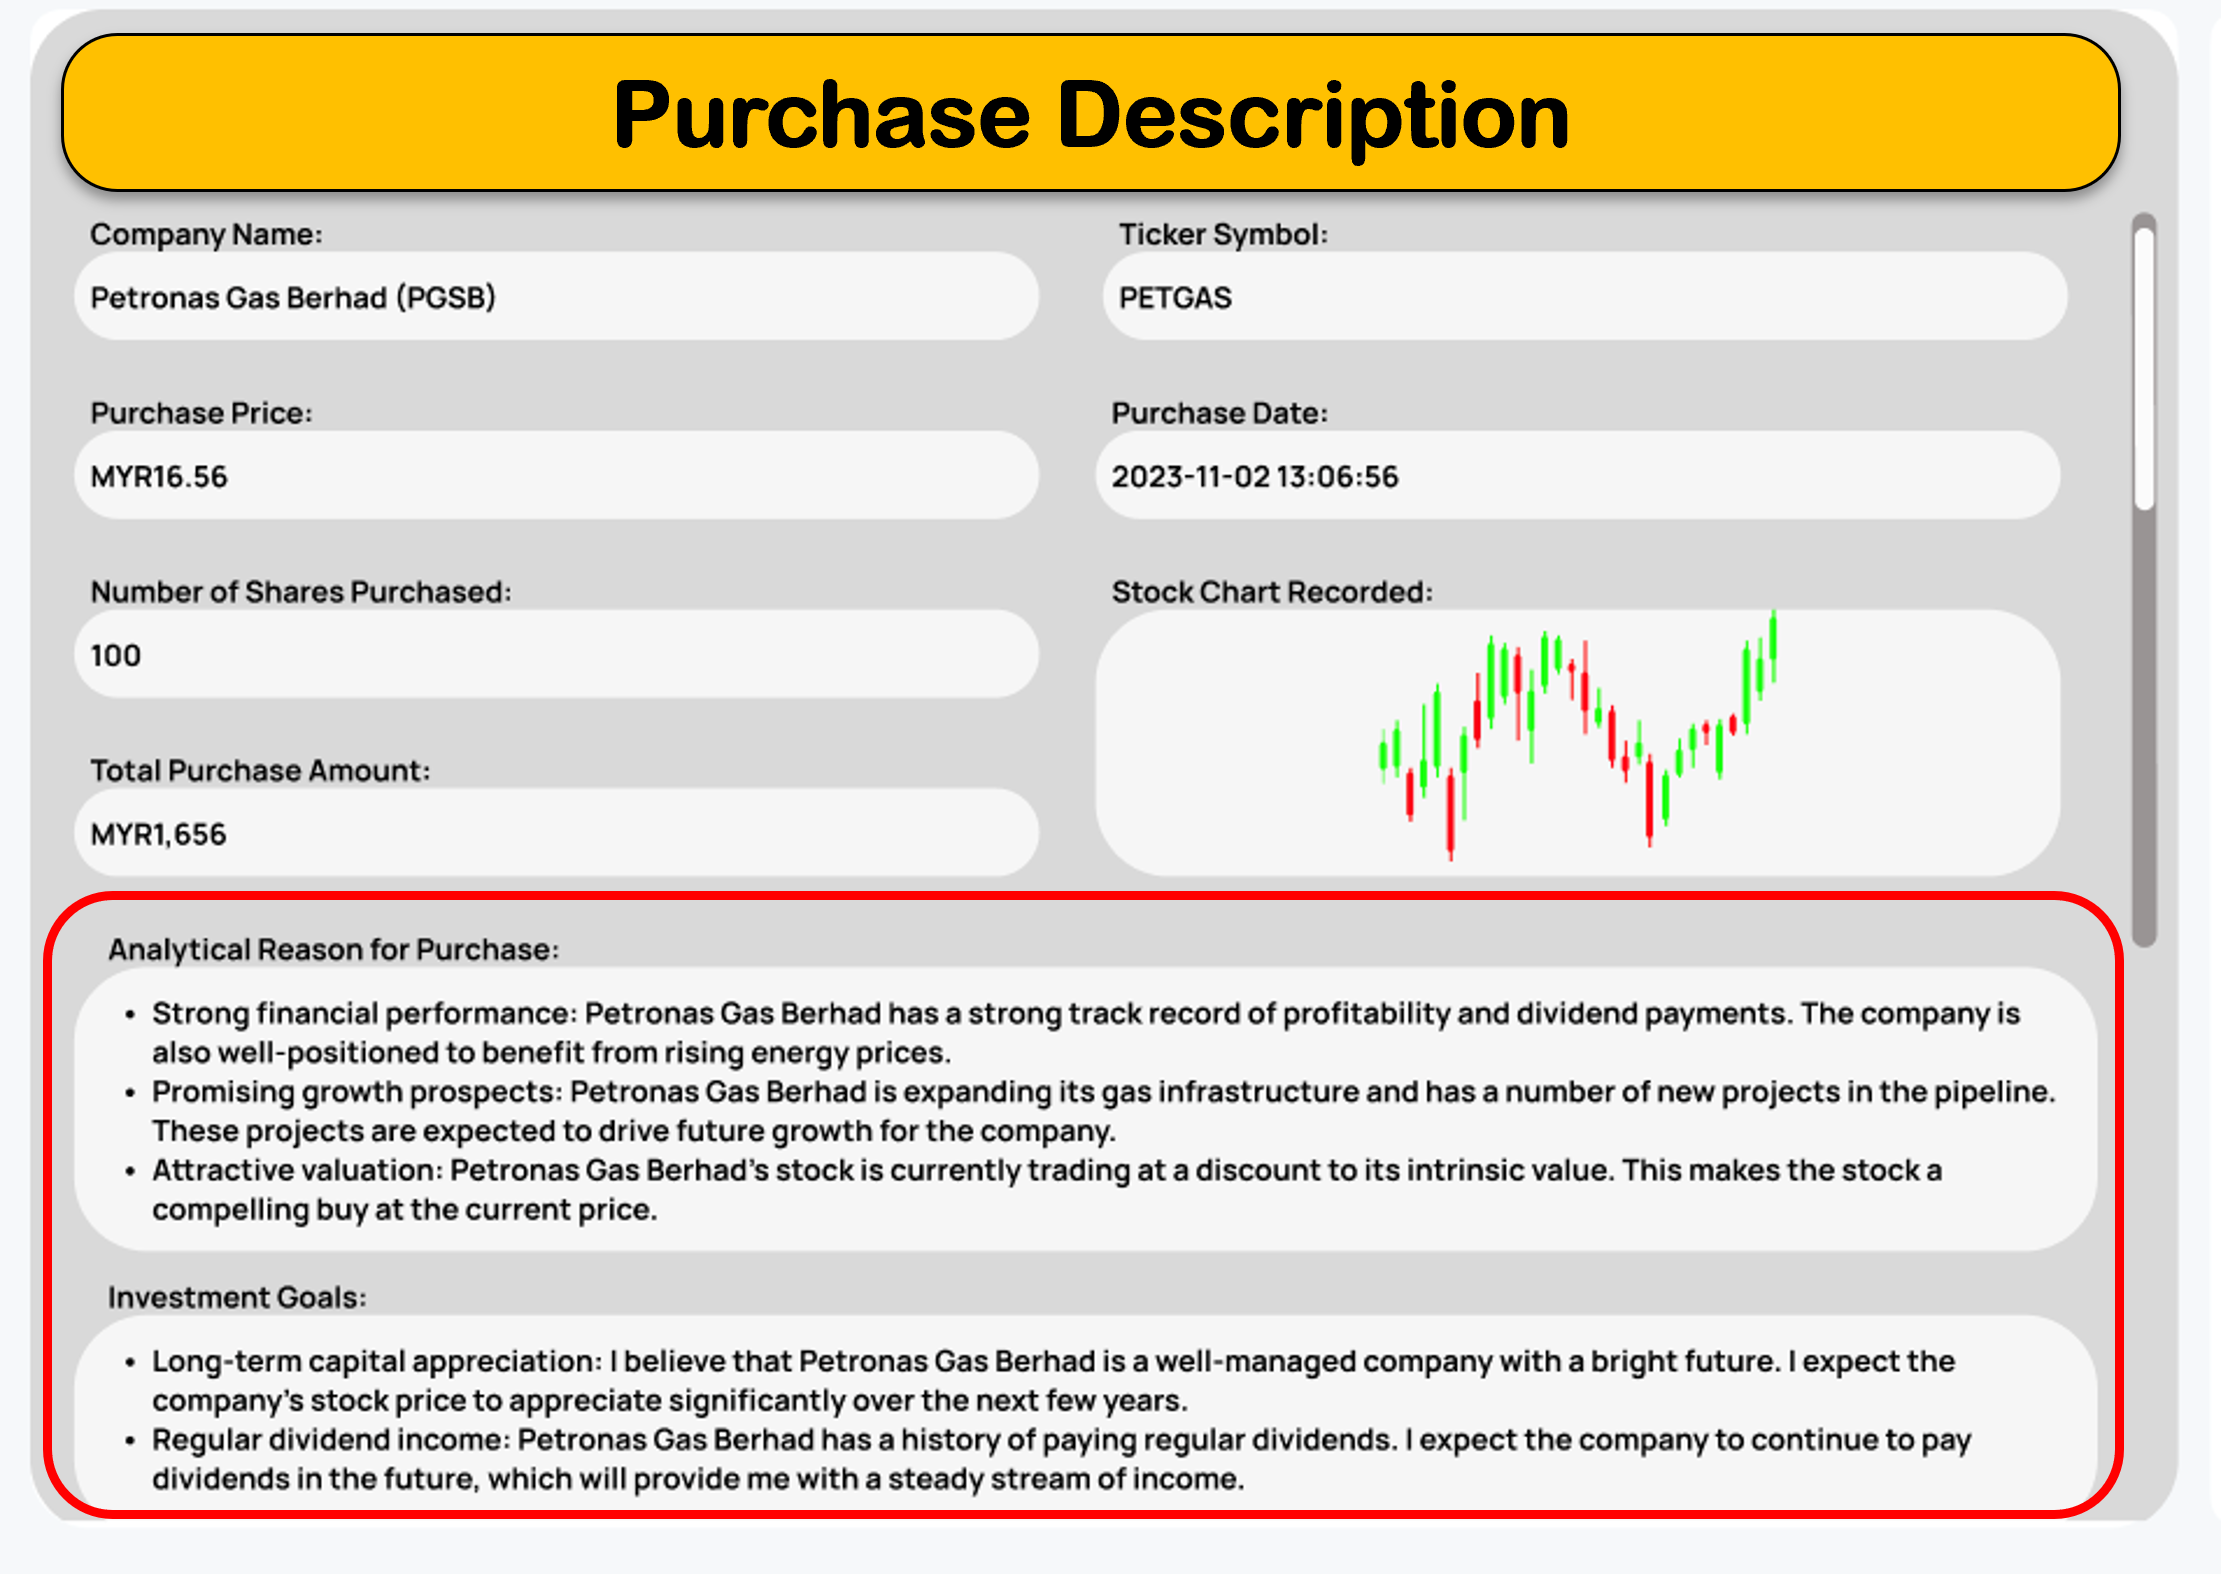 Purchase Description
Company Name:
Petronas Gas Berhad (PGSB)
Ticker Symbol:
PETGAS
Purchase Price:
MYR16.56
Purchase Date:
2023-11-02 13:06:56
Number of Shares Purchased:
100
Stock Chart Recorded:
Total Purchase Amount:
MYR1,656
Analytical Reason for Purchase:
• Strong financial performance: Petronas Gas Berhad has a strong track record of profitability and dividend payments. The company is
also well-positioned to benefit from rising energy prices.
• Promising growth prospects: Petronas Gas Berhad is expanding its gas infrastructure and has a number of new projects in the pipeline.
These projects are expected to drive future growth for the company.
• Attractive valuation: Petronas Gas Berhad's stock is currently trading at a discount to its intrinsic value. This makes the stock a
compelling buy at the current price.
Investment Goals:
• Long-term capital appreciation: I believe that Petronas Gas Berhad is a well-managed company with a bright future. I expect the
company's stock price to appreciate significantly over the next few years.
• Regular dividend income: Petronas Gas Berhad has a history of paying regular dividends. I expect the company to continue to pay
dividends in the future, which will provide me with a steady stream of income.